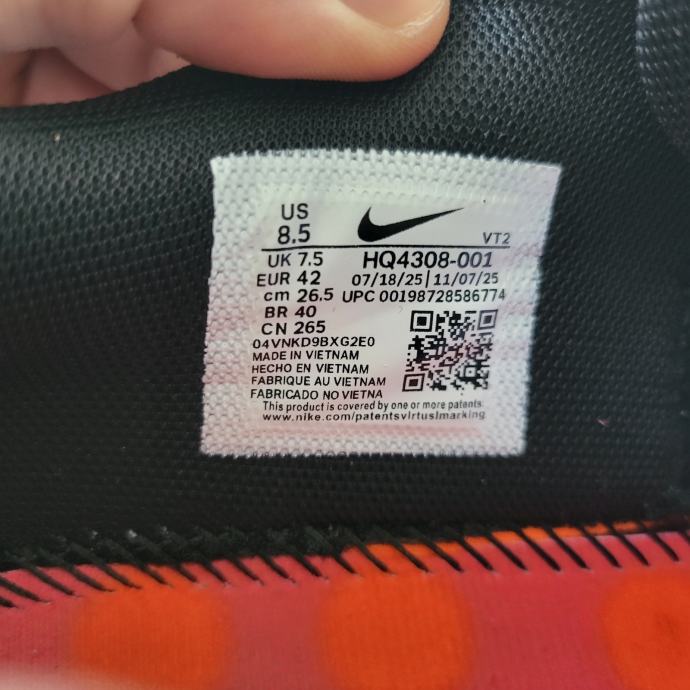 US
8.5
VT2
UK 7.5
HQ4308-001
EUR 42
07/18/25|11/07/25
cm 26.5
UPC 00198728586774
BR 40
CN 265
04VNKD9BXG2E0
MADE IN VIETNAM
HECHO EN VIETNAM
FABRIQUE AU VIETNAM
FABRICADO NO VIETNA
This product is covered by one or more patents:
www.nike.com/patentsvirtuslmarking